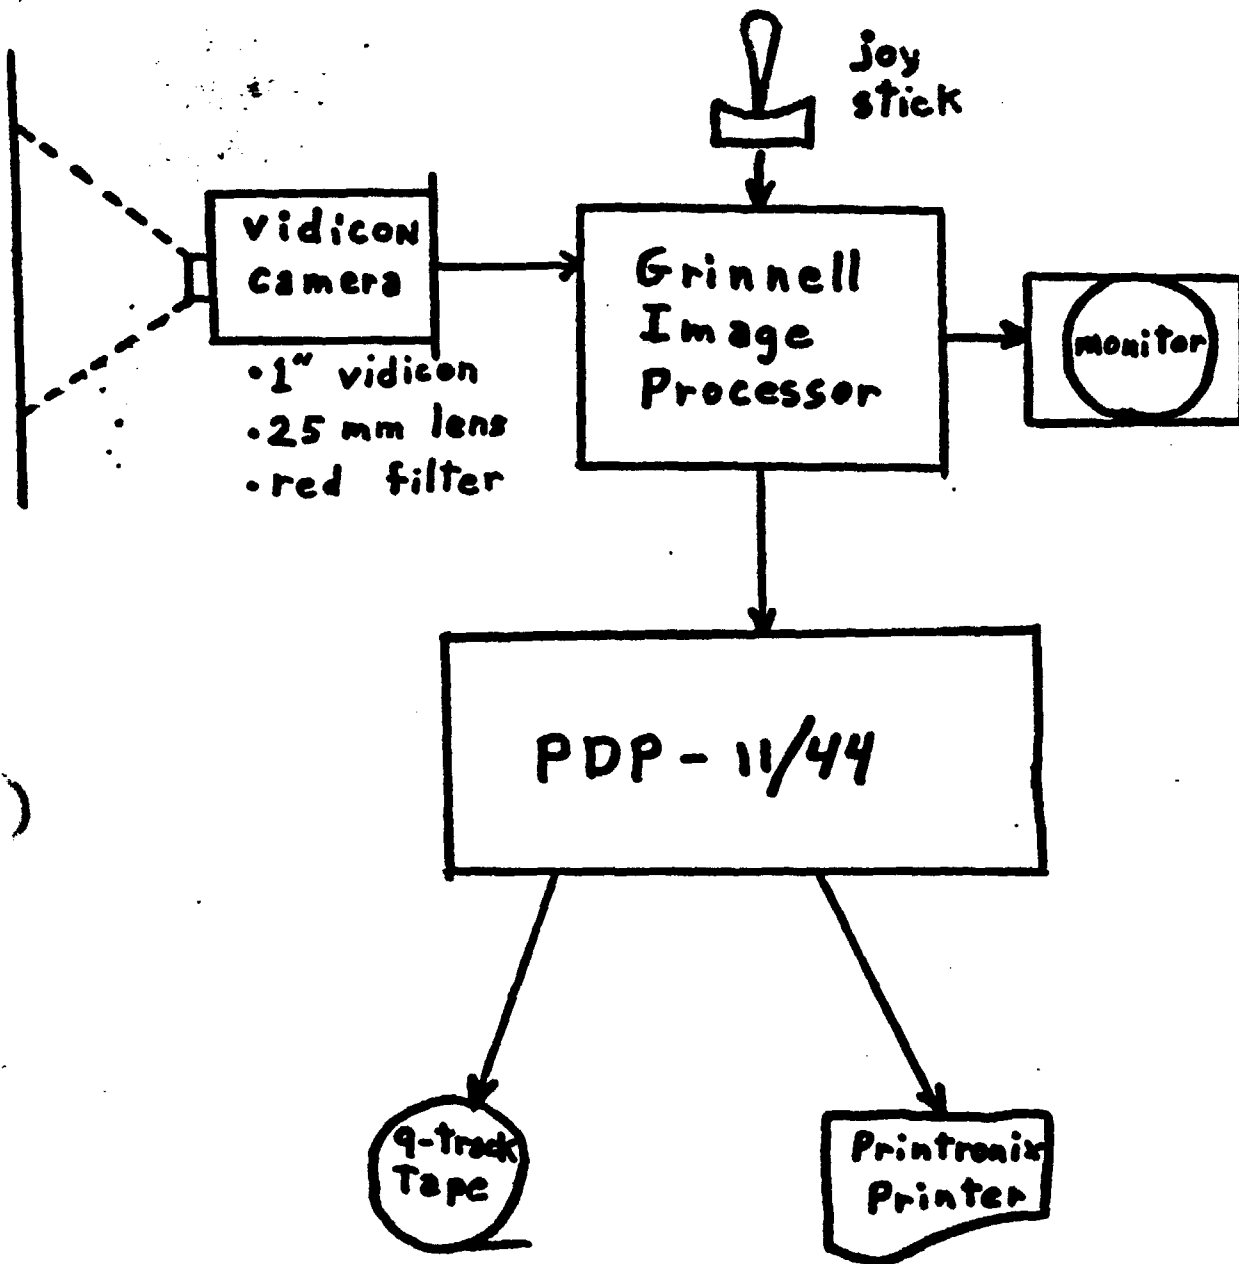 joy
stick
vidicon
camera
• 1" vidicon
• 25 mm lens
• red filter
Grinnell
Image
Processor
monitor
PDP - 11/44
9-track
Tape
Printronix
Printer